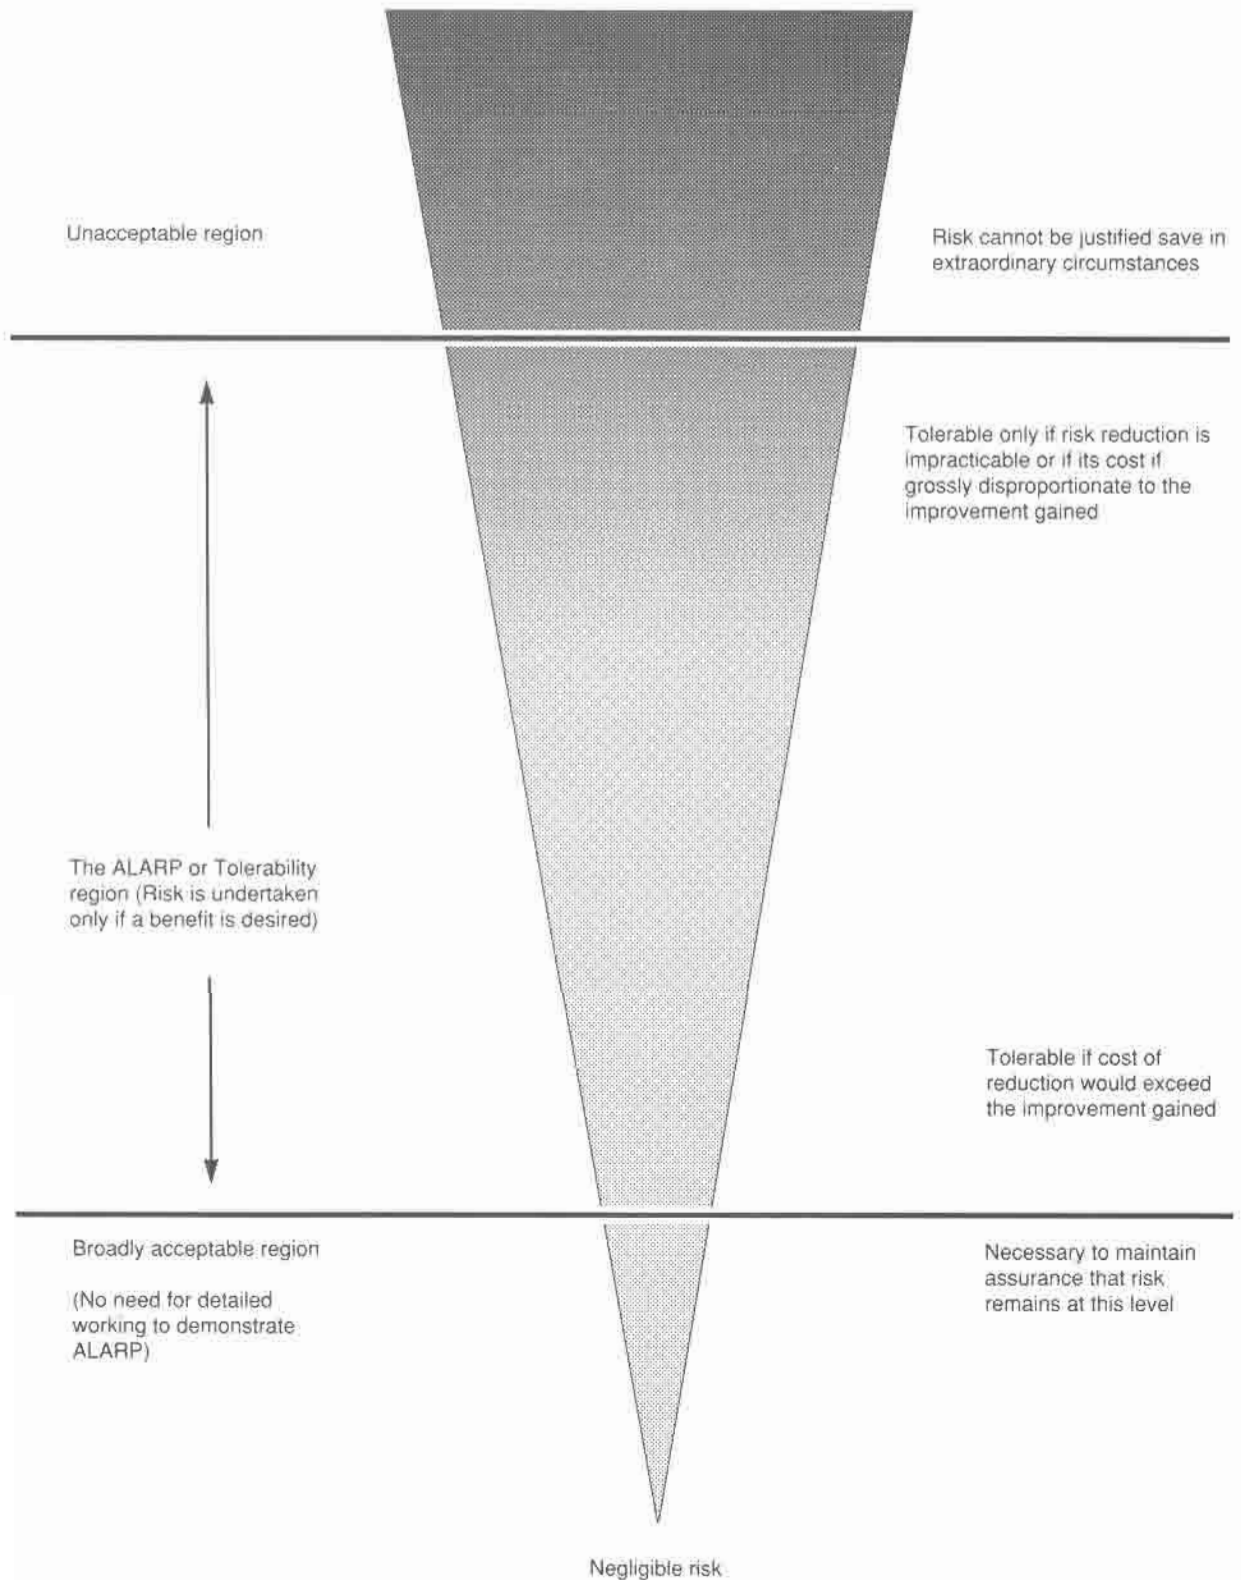 Unacceptable region
Risk cannot be justified save in
extraordinary circumstances
Tolerable only if risk reduction is
impracticable or if its cost if
grossly disproportionate to the
improvement gained
The ALARP or Tolerability
region (Risk is undertaken
only if a benefit is desired)
Tolerable if cost of
reduction would exceed
the improvement gained
Broadly acceptable region
(No need for detailed
working to demonstrate
ALARP)
Necessary to maintain
assurance that risk
remains at this level
Negligible risk